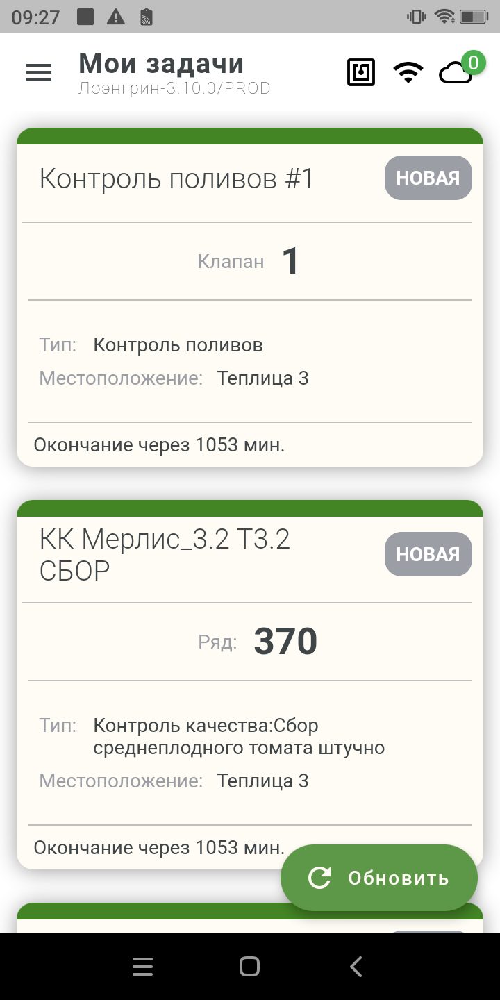 09:27
Мои задачи
Лоэнгрин-3.10.0/PROD
0
Контроль поливов #1
НОВАЯ
Клапан 1
Тип: Контроль поливов
Местоположение: Теплица 3
Окончание через 1053 мин.
КК Мерлис_3.2 Т3.2
СБОР
НОВАЯ
Ряд: 370
Тип: Контроль качества:Сбор
среднеплодного томата штучно
Местоположение: Теплица 3
Окончание через 1053 мин.
Обновить